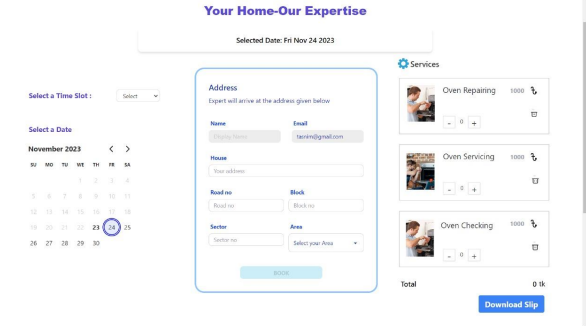 Your Home-Our Expertise
Selected Date: Fri Nov 24 2023
Select a Time Slot :
Select
Select a Date
November 2023
SU MO TU WE TH FR SA
1 2 3 4
5 6 7 8 9 10 11
12 13 14 15 16 17 18
19 20 21 22 23 24 25
26 27 28 29 30
Address
Expert will arrive at the address given below
Name Email
Display Name tasnim@gmail.com
House
Your address
Road no Block
Road no Block no
Sector Area
Sector no Select your Area
BOOK
Services
Oven Repairing 1000 ৳
- 0 +
Oven Servicing 1000 ৳
- 0 +
Oven Checking 1000 ৳
- 0 +
Total 0 tk
Download Slip